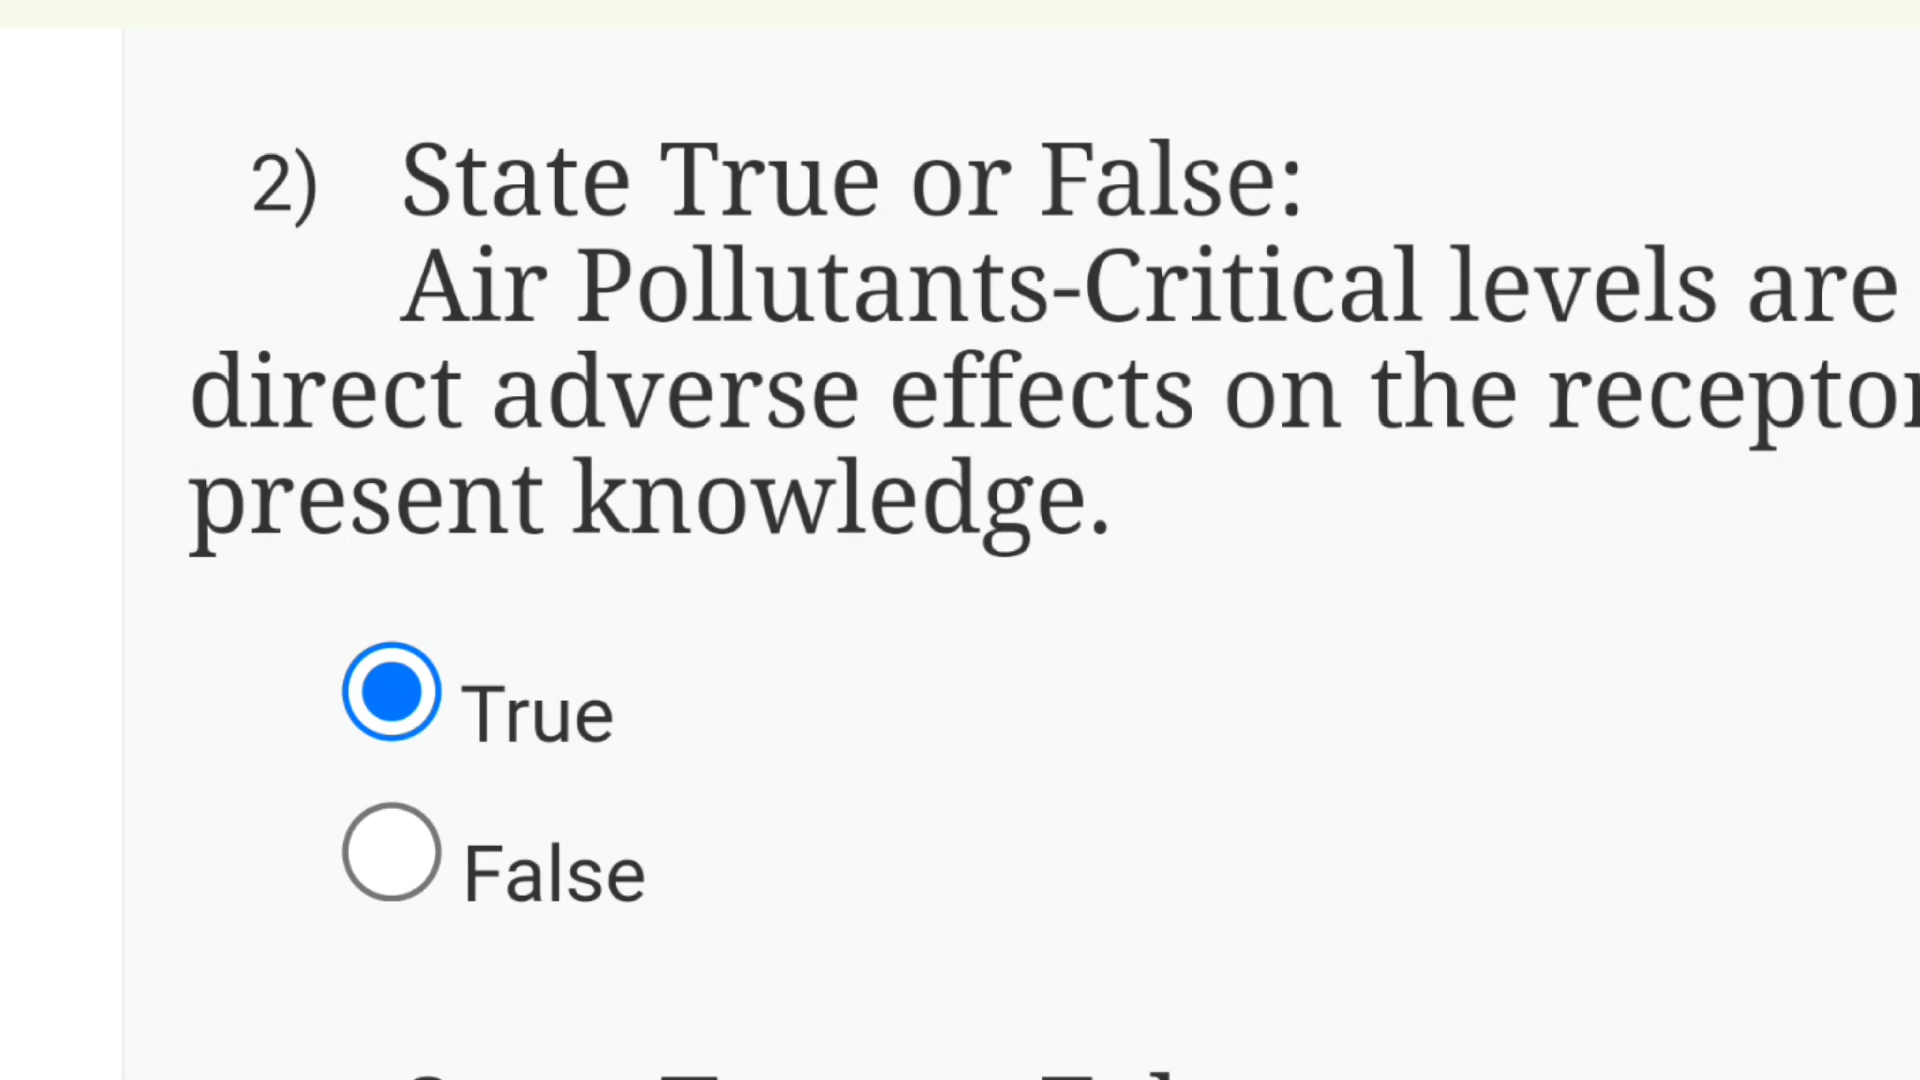 2) State True or False:
Air Pollutants-Critical levels are
direct adverse effects on the receptor
present knowledge.
True
False